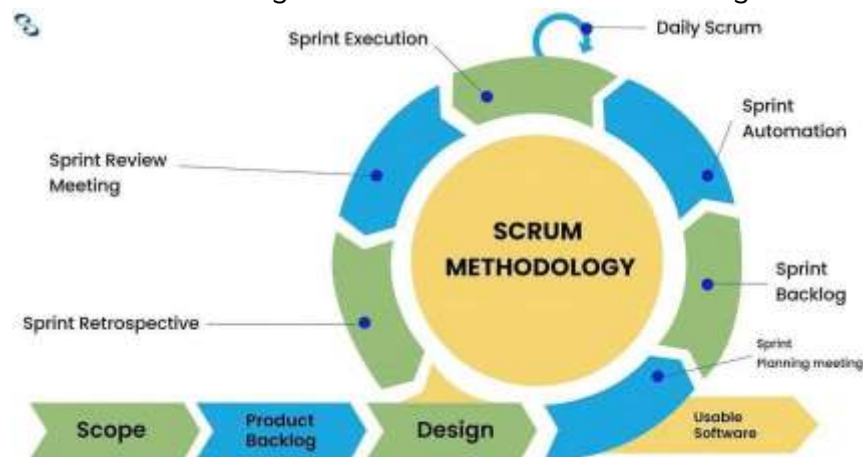 Sprint Execution
Daily Scrum
Sprint
Automation
Sprint Review
Meeting
SCRUM
METHODOLOGY
Sprint
Backlog
Sprint Retrospective
Sprint
Planning meeting
Scope
Product
Backlog
Design
Usable
Software